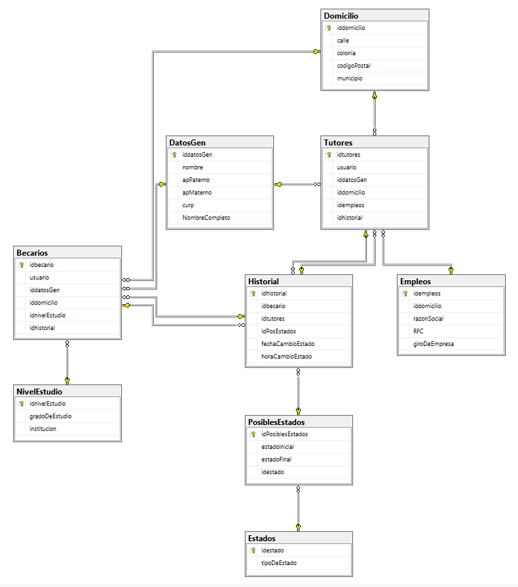 Domicilio
iddomicilio
calle
colonia
codigoPostal
municipio
DatosGen
iddatosGen
nombre
apPaterno
apMaterno
curp
NombreCompleto
Tutores
idtutores
usuario
iddatosGen
iddomicilio
idempleos
idhistorial
Becarios
idbecario
usuario
iddatosGen
iddomicilio
idnivelEstudio
idhistorial
Historial
idhistorial
idbecario
idtutores
idPosEstados
fechaCambioEstado
horaCambioEstado
Empleos
idempleos
iddomicilio
razonSocial
RFC
giroDeEmpresa
NivelEstudio
idnivelEstudio
gradoDeEstudio
institucion
PosiblesEstados
idPosiblesEstados
estadoInicial
estadoFinal
idestado
Estados
idestado
tipoDeEstado